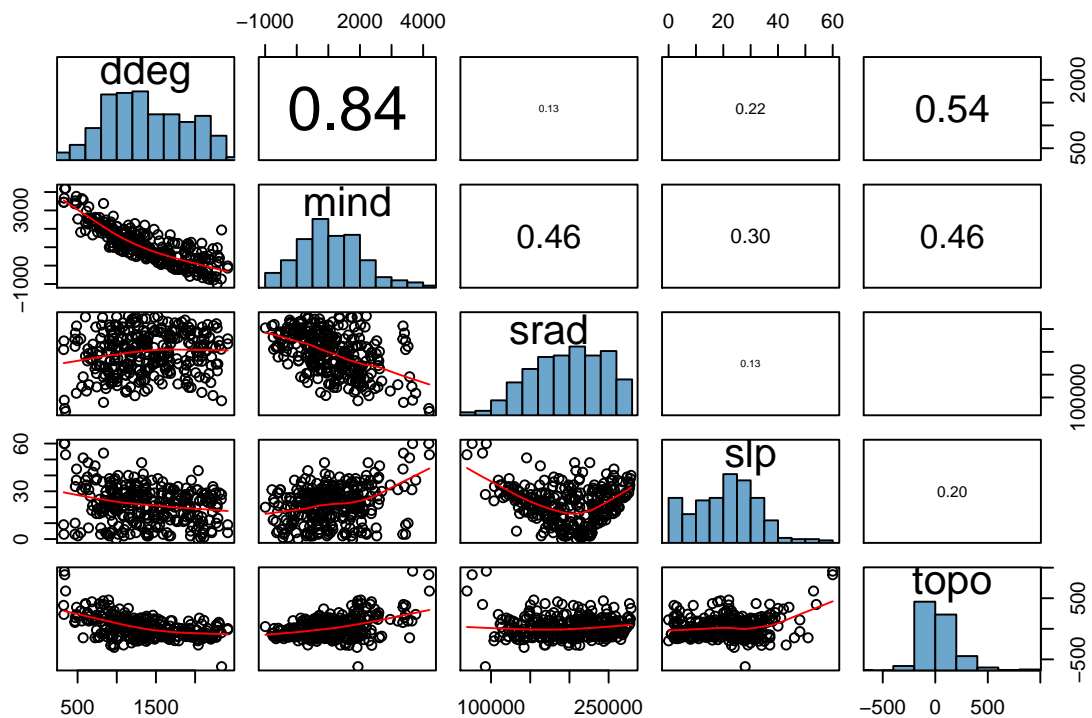 −1000 2000 4000 0 20 40 60
ddeg 0.84 0.13 0.22 0.54 500 2000
−1000 3000 mind 0.46 0.30 0.46
srad 0.13 100000
0 30 60 slp 0.20
topo −500 500
500 1500 100000 250000 −500 0 500